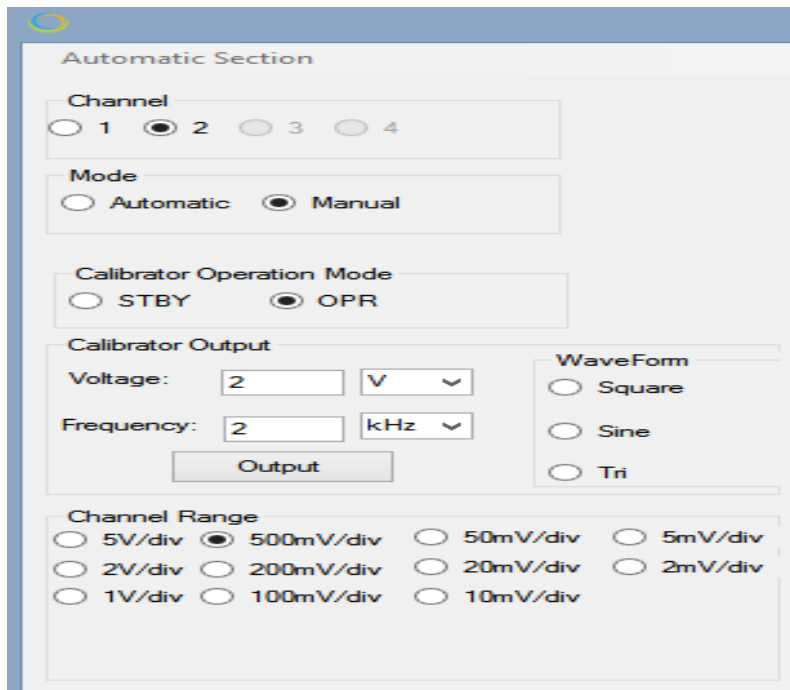 Automatic Section
Channel
1 2 3 4
Mode
Automatic Manual
Calibrator Operation Mode
STBY OPR
Calibrator Output
Voltage: 2 V
Frequency: 2 kHz
Output
WaveForm
Square
Sine
Tri
Channel Range
5V/div 500mV/div 50mV/div 5mV/div
2V/div 200mV/div 20mV/div 2mV/div
1V/div 100mV/div 10mV/div